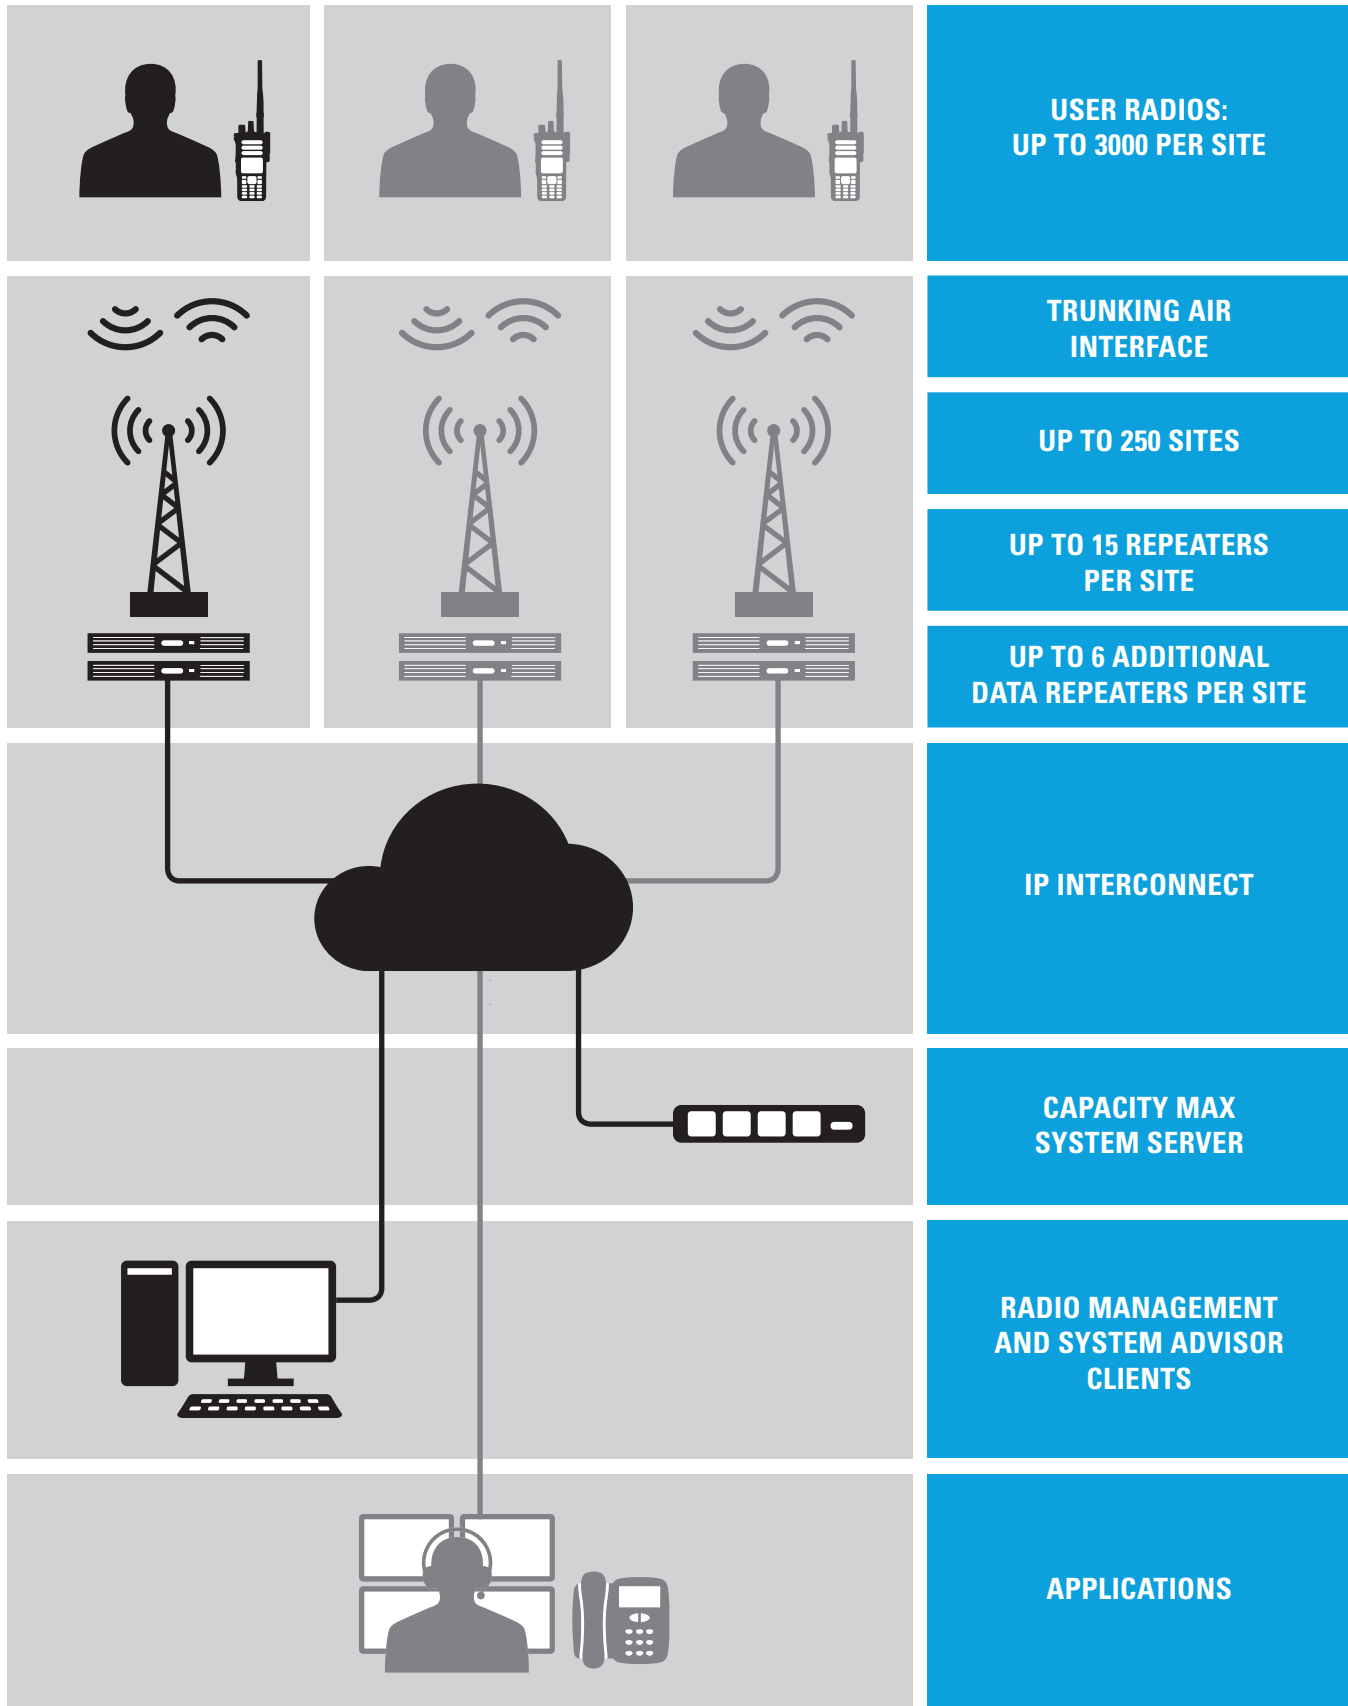 USER RADIOS:
UP TO 3000 PER SITE
TRUNKING AIR
INTERFACE
UP TO 250 SITES
UP TO 15 REPEATERS
PER SITE
UP TO 6 ADDITIONAL
DATA REPEATERS PER SITE
IP INTERCONNECT
CAPACITY MAX
SYSTEM SERVER
RADIO MANAGEMENT
AND SYSTEM ADVISOR
CLIENTS
APPLICATIONS